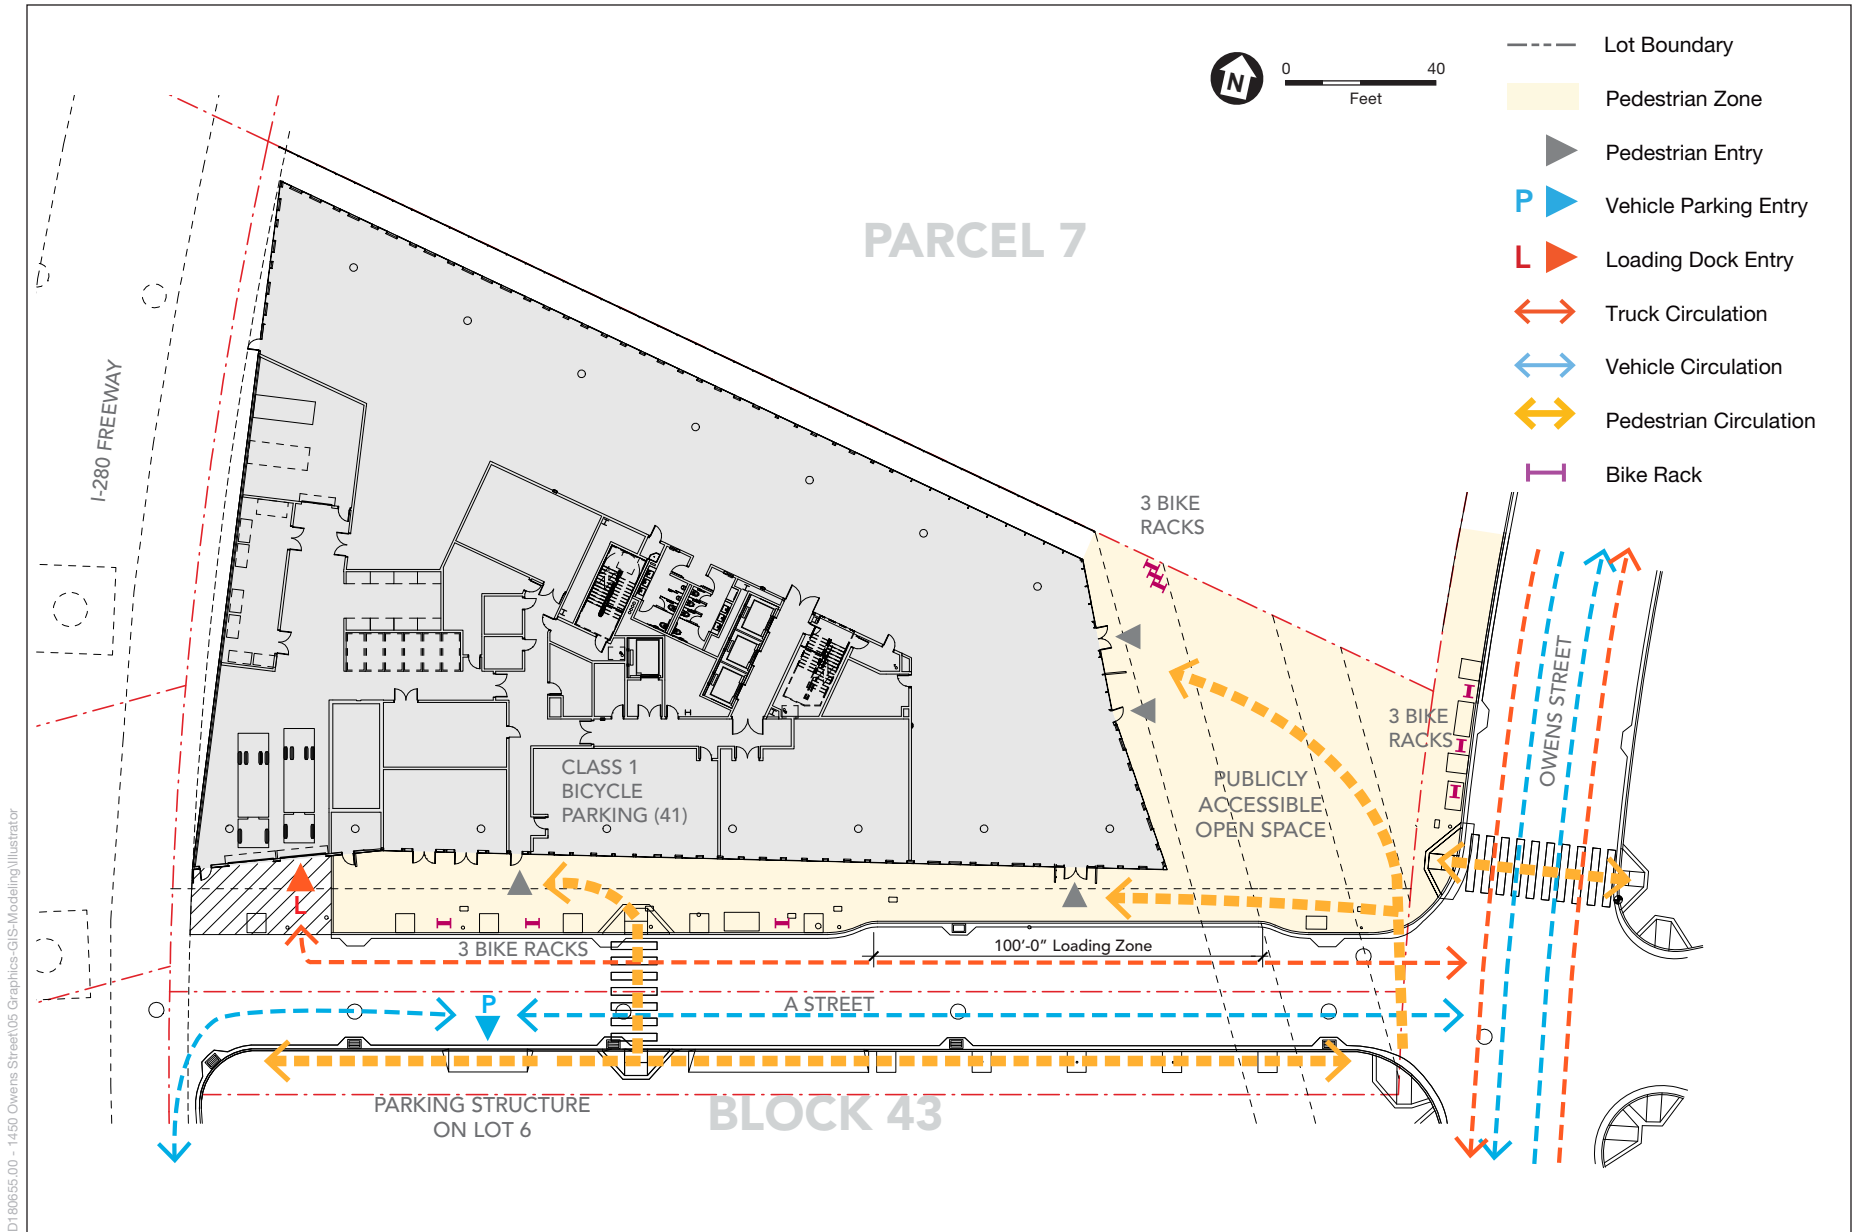 N
0
40
Feet
Lot Boundary
Pedestrian Zone
Pedestrian Entry
P
Vehicle Parking Entry
L
Loading Dock Entry
Truck Circulation
Vehicle Circulation
Pedestrian Circulation
Bike Rack
PARCEL 7
I-280 FREEWAY
3 BIKE
RACKS
3 BIKE
RACKS
OWENS STREET
PUBLICLY
ACCESSIBLE
OPEN SPACE
CLASS 1
BICYCLE
PARKING (41)
L
3 BIKE RACKS
100'-0" Loading Zone
P
A STREET
PARKING STRUCTURE
ON LOT 6
BLOCK 43
D180655.00 - 1450 Owens Street\05 Graphics-GIS-Modeling\Illustrator